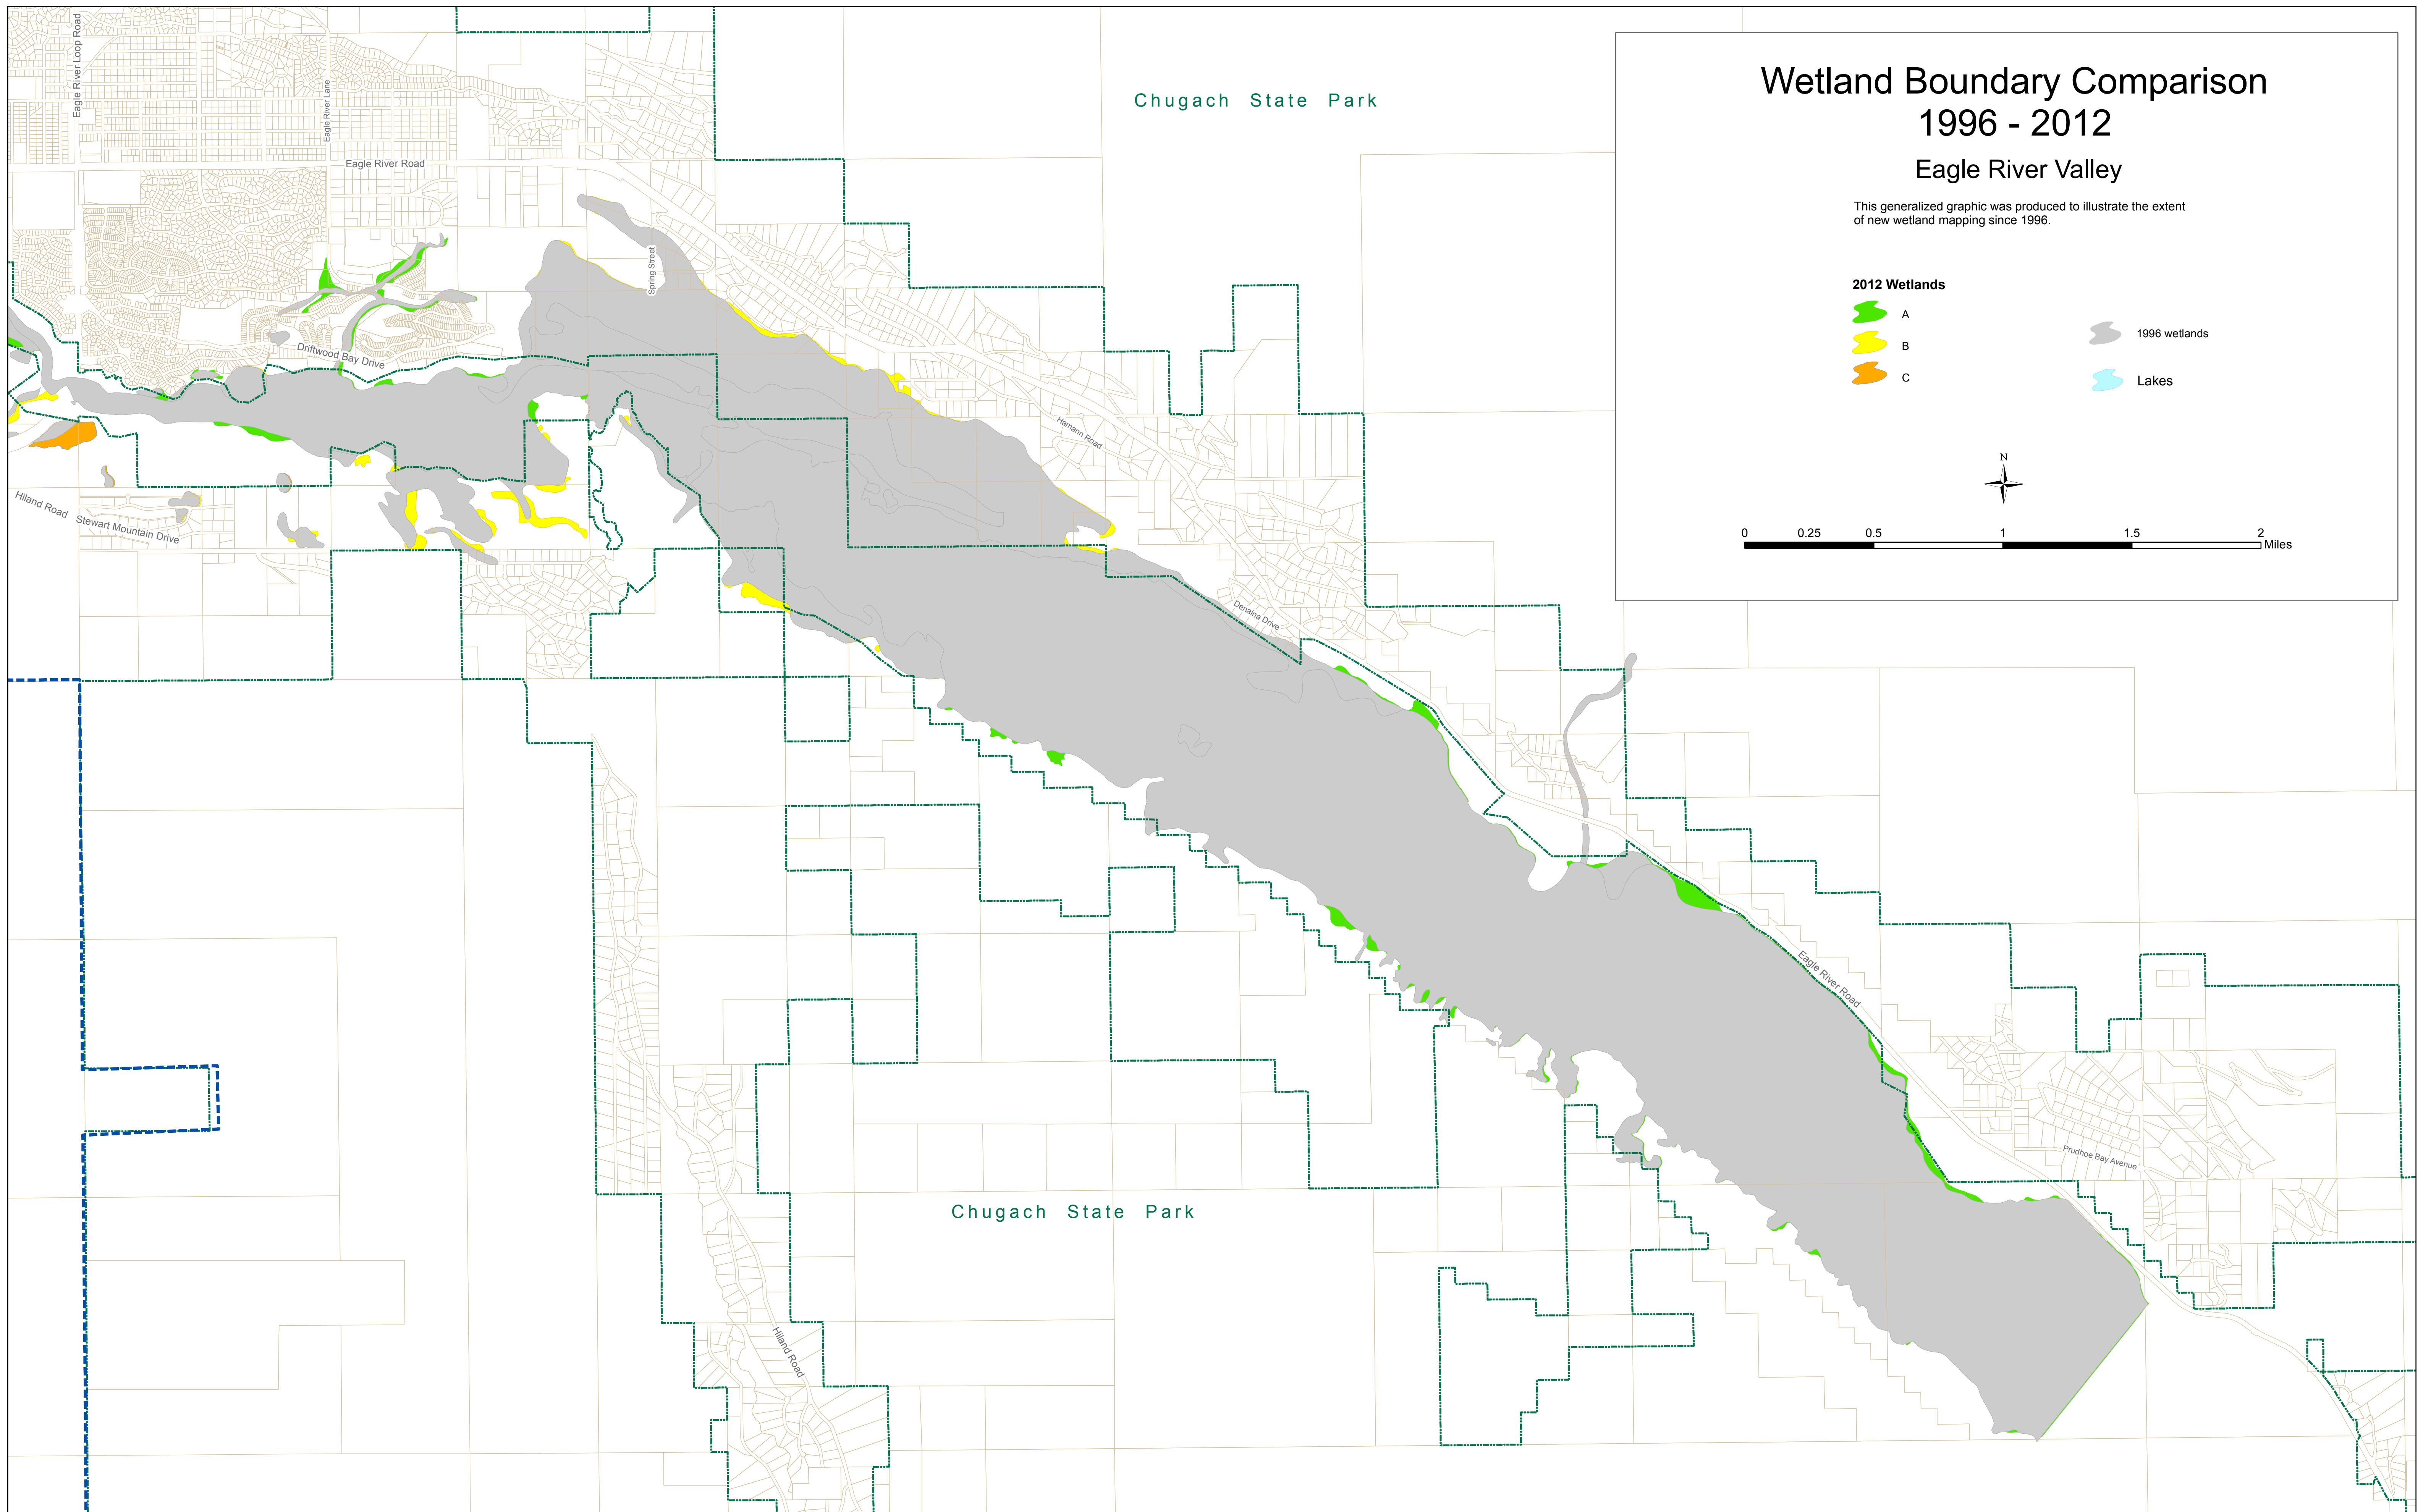 Wetland Boundary Comparison
1996 - 2012
Eagle River Valley
This generalized graphic was produced to illustrate the extent
of new wetland mapping since 1996.
2012 Wetlands
A
B
C
1996 wetlands
Lakes
N
0 0.25 0.5 1 1.5 2
Miles
Chugach State Park
Eagle River Loop Road
Eagle River Lane
Eagle River Road
Spring Street
Driftwood Bay Drive
Hamann Road
Hiland Road
Stewart Mountain Drive
Denaina Drive
Eagle River Road
Prudhoe Bay Avenue
Chugach State Park
Hiland Road